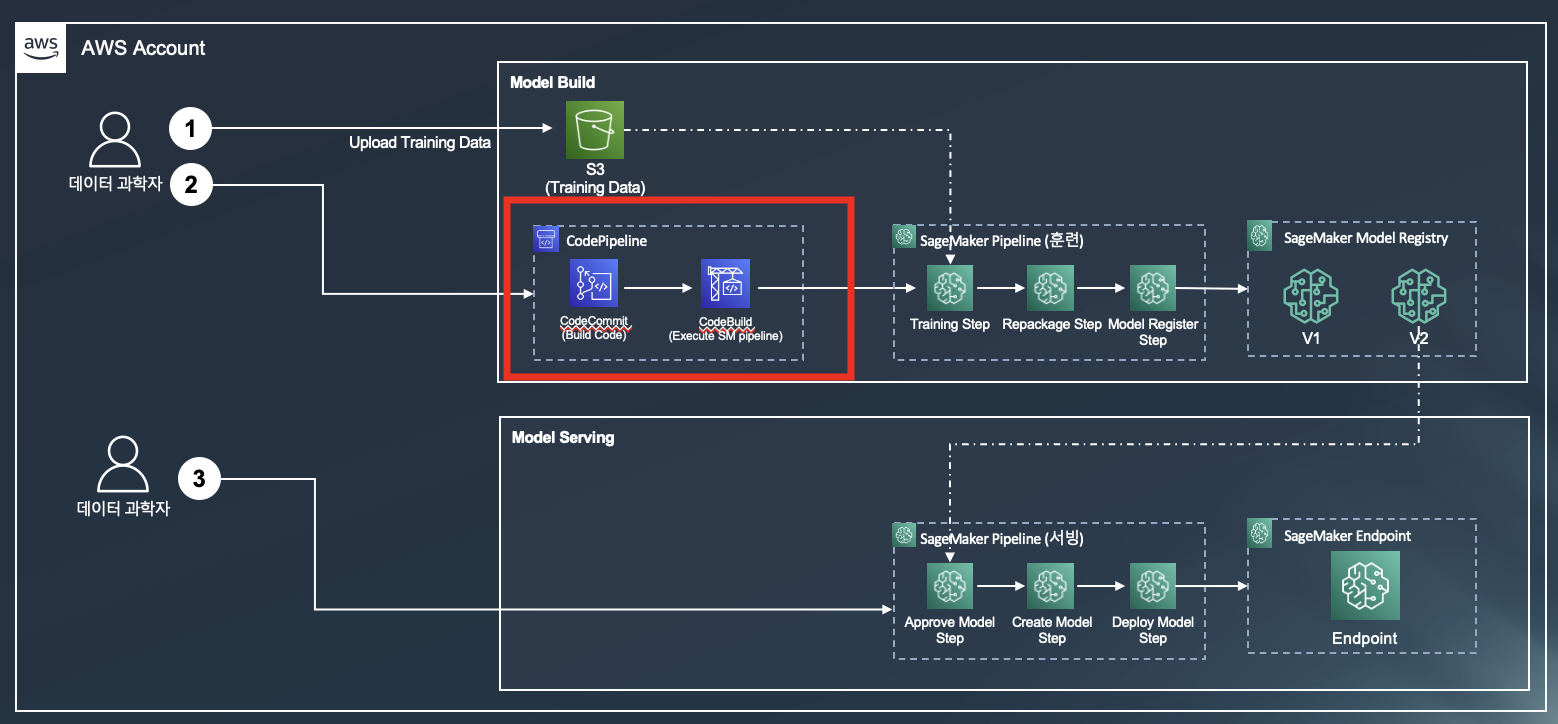 aws
AWS Account
Model Build
1
Upload Training Data
데이터 과학자
2
S3
(Training Data)
CodePipeline
CodeCommit
(Build Code)
CodeBuild
(Execute SM pipeline)
SageMaker Pipeline (훈련)
Training Step
Repackage Step
Model Register
Step
SageMaker Model Registry
V1
V2
Model Serving
3
데이터 과학자
SageMaker Pipeline (서빙)
Approve Model
Step
Create Model
Step
Deploy Model
Step
SageMaker Endpoint
Endpoint